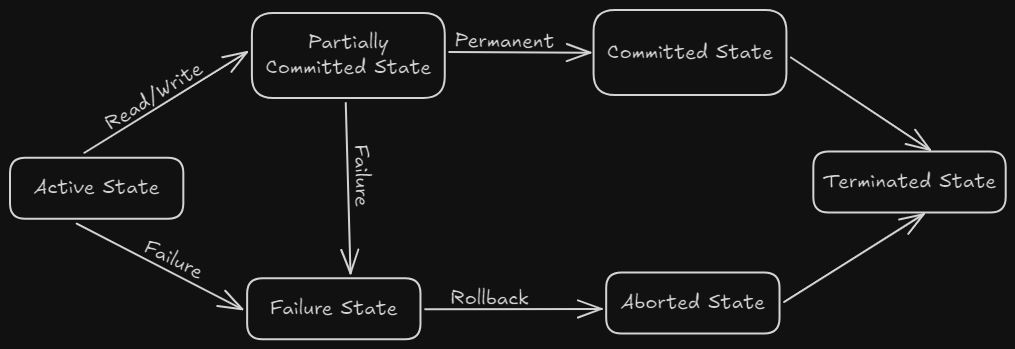 Partially
Committed State
Permanent
Committed State
Read/Write
Active State
Failure
Terminated State
Failure
Failure State
Rollback
Aborted State